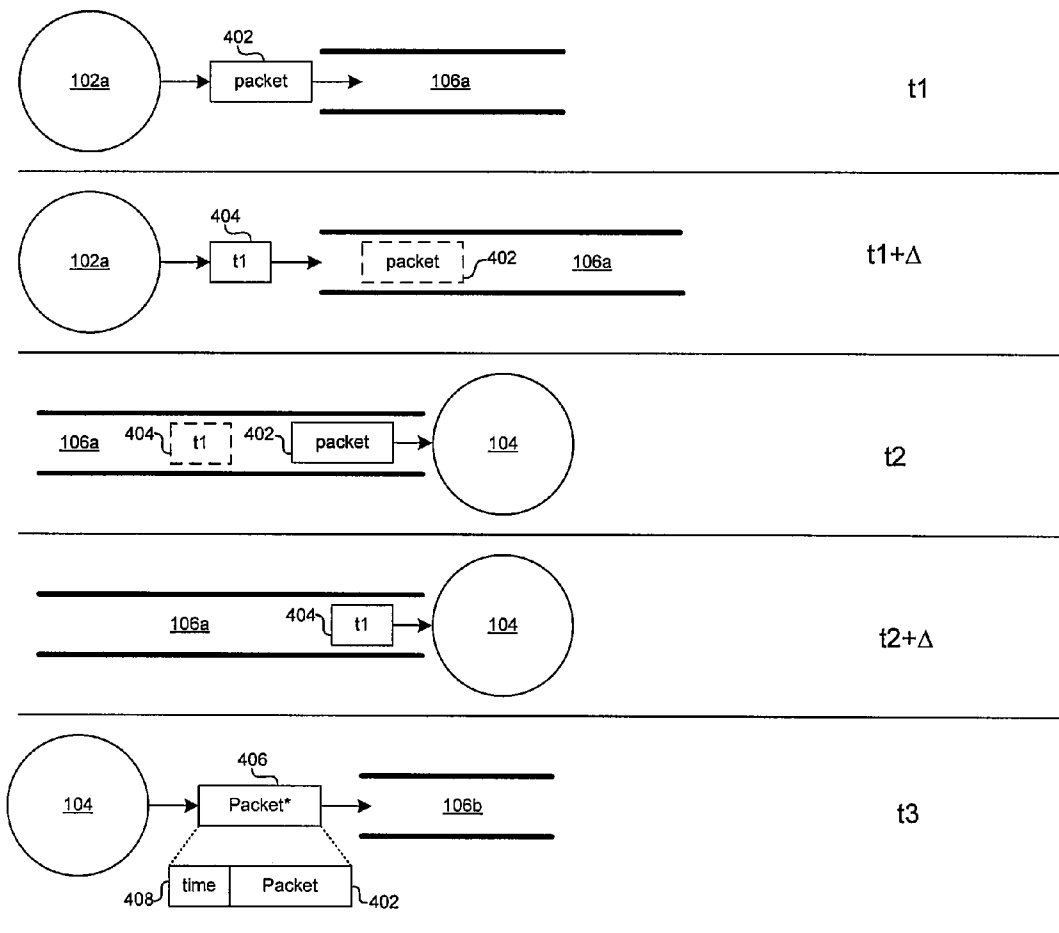 402
102a packet 106a t1
404
102a t1 packet 402 106a t1+Δ
106a 404 t1 402 packet 104 t2
106a 404 t1 104 t2+Δ
406
104 Packet* 106b t3
408 time Packet 402